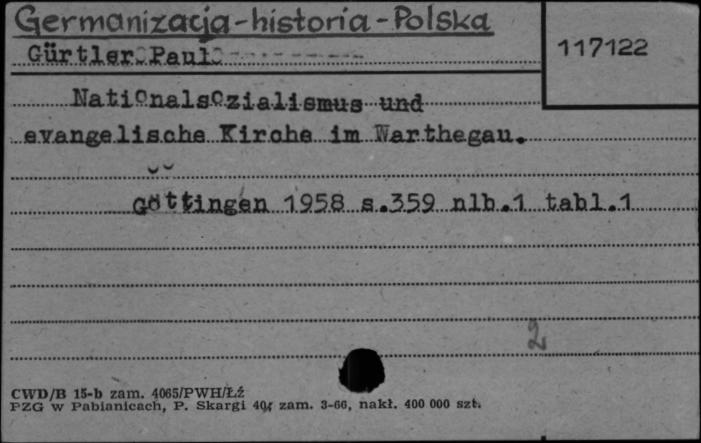 Germanizacja-historia-Polska
Gürtler Paul
117122
Nationalsozialismus und
evangelische Kirche im Warthegau.
Göttingen 1958 s.359 nlb.1 tabl.1
2
CWD/B 15-b zam. 4065/PWH/Łź
PZG w Pabianicach, P. Skargi 40, zam. 3-66, nakł. 400 000 szt.